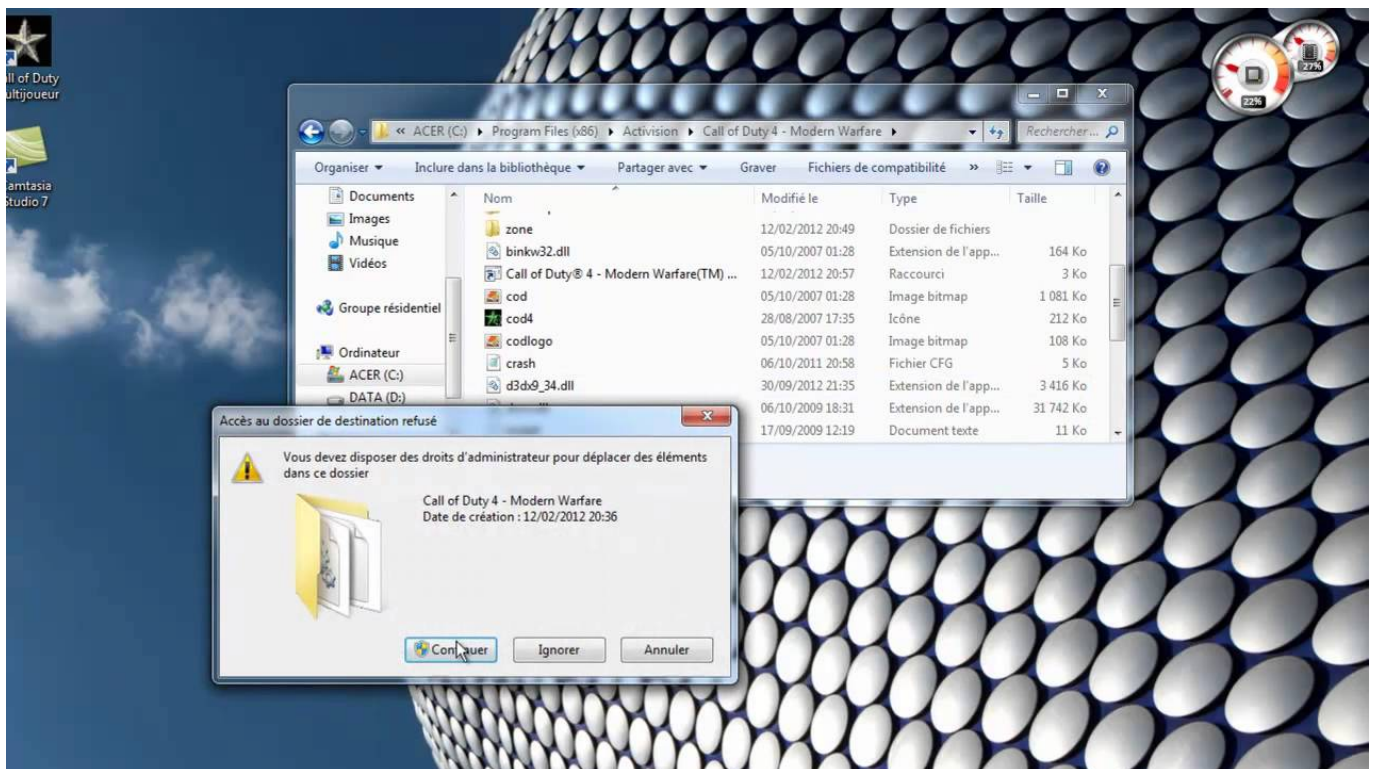 ll of Duty
ultijoueur
amtasia
Studio 7
22%
27%
« ACER (C:) ▸ Program Files (x86) ▸ Activision ▸ Call of Duty 4 - Modern Warfare ▸
Rechercher...
Organiser Inclure dans la bibliothèque Partager avec Graver Fichiers de compatibilité »
Documents
Images
Musique
Vidéos
Groupe résidentiel
Ordinateur
ACER (C:)
DATA (D:)
Nom Modifié le Type Taille
zone 12/02/2012 20:49 Dossier de fichiers
binkw32.dll 05/10/2007 01:28 Extension de l'app... 164 Ko
Call of Duty® 4 - Modern Warfare(TM) ... 12/02/2012 20:57 Raccourci 3 Ko
cod 05/10/2007 01:28 Image bitmap 1 081 Ko
cod4 28/08/2007 17:35 Icône 212 Ko
codlogo 05/10/2007 01:28 Image bitmap 108 Ko
crash 06/10/2011 20:58 Fichier CFG 5 Ko
d3dx9_34.dll 30/09/2012 21:35 Extension de l'app... 3 416 Ko
06/10/2009 18:31 Extension de l'app... 31 742 Ko
17/09/2009 12:19 Document texte 11 Ko
Accès au dossier de destination refusé
Vous devez disposer des droits d'administrateur pour déplacer des éléments
dans ce dossier
Call of Duty 4 - Modern Warfare
Date de création : 12/02/2012 20:36
Continuer Ignorer Annuler